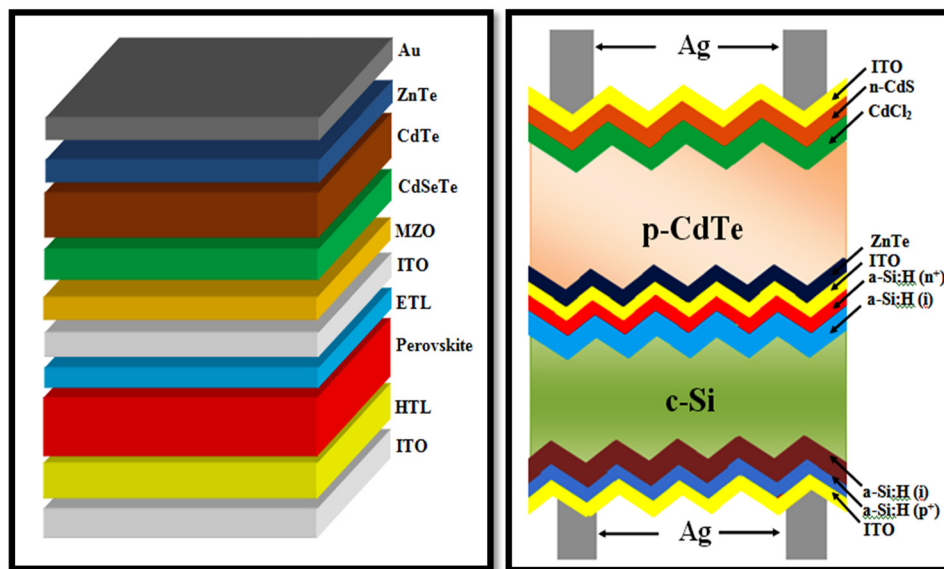 Au
ZnTe
CdTe
CdSeTe
MZO
ITO
ETL
Perovskite
HTL
ITO
Ag
ITO
n-CdS
CdCl₂
p-CdTe
ZnTe
ITO
a-Si:H (n⁺)
a-Si:H (i)
c-Si
a-Si:H (i)
a-Si:H (p⁺)
ITO
Ag